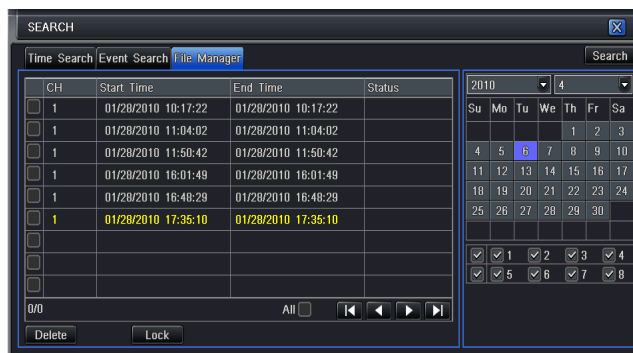 SEARCH
Time Search Event Search File Manager Search
CH Start Time End Time Status
1 01/28/2010 10:17:22 01/28/2010 10:17:22
1 01/28/2010 11:04:02 01/28/2010 11:04:02
1 01/28/2010 11:50:42 01/28/2010 11:50:42
1 01/28/2010 16:01:49 01/28/2010 16:01:49
1 01/28/2010 16:48:29 01/28/2010 16:48:29
1 01/28/2010 17:35:10 01/28/2010 17:35:10
0/0 All
Delete Lock
2010 4
Su Mo Tu We Th Fr Sa
1 2 3
4 5 6 7 8 9 10
11 12 13 14 15 16 17
18 19 20 21 22 23 24
25 26 27 28 29 30
1 2 3 4
5 6 7 8